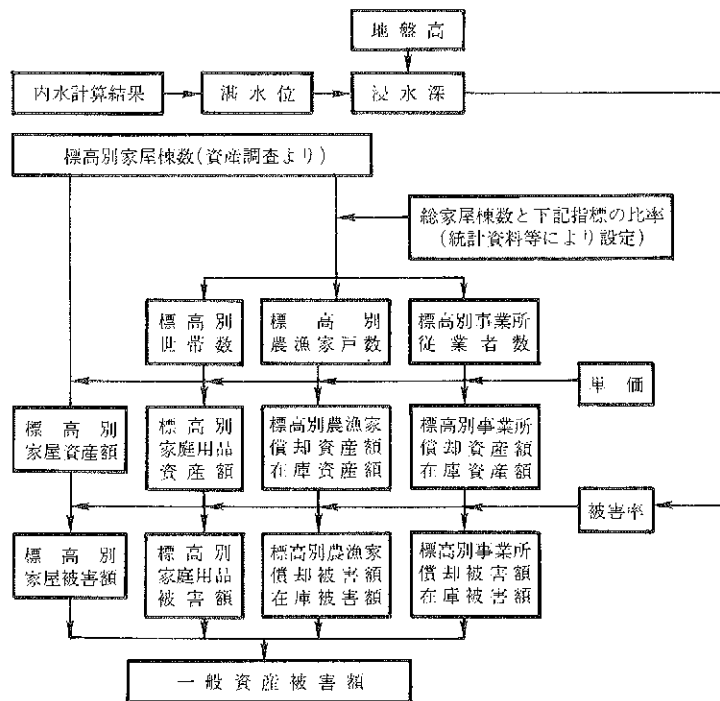 地盤高
内水計算結果
湛水位
浸水深
標高別家屋棟数(資産調査より)
総家屋棟数と下記指標の比率
(統計資料等により設定)
標高別
世帯数
標高別
農漁家戸数
標高別事業所
従業者数
単価
標高別
家屋資産額
標高別
家庭用品
資産額
標高別農漁家
償却資産額
在庫資産額
標高別事業所
償却資産額
在庫資産額
被害率
標高別
家屋被害額
標高別
家庭用品
被害額
標高別農漁家
償却被害額
在庫被害額
標高別事業所
償却被害額
在庫被害額
一般資産被害額